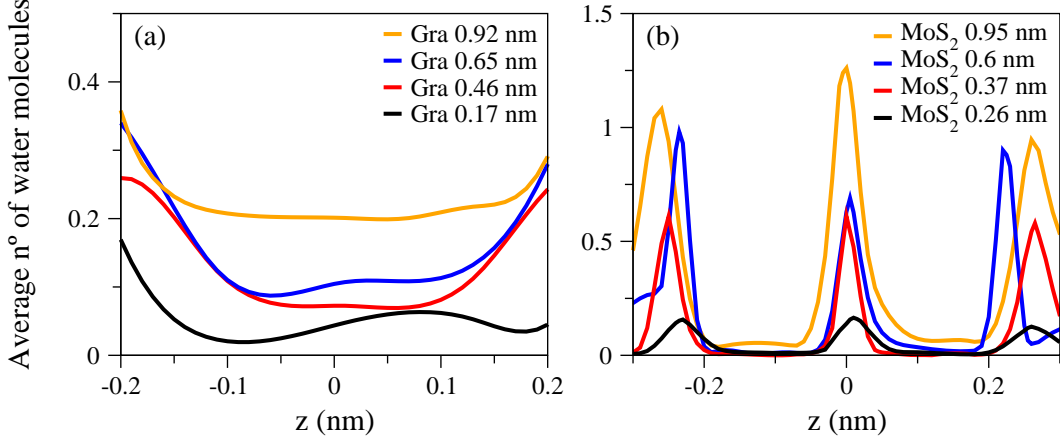 Average nº of water molecules
(a)
Gra 0.92 nm
Gra 0.65 nm
Gra 0.46 nm
Gra 0.17 nm
0.4
0.2
0
-0.2 -0.1 0 0.1 0.2
z (nm)
(b)
MoS₂ 0.95 nm
MoS₂ 0.6 nm
MoS₂ 0.37 nm
MoS₂ 0.26 nm
1.5
1
0.5
0
-0.2 0 0.2
z (nm)